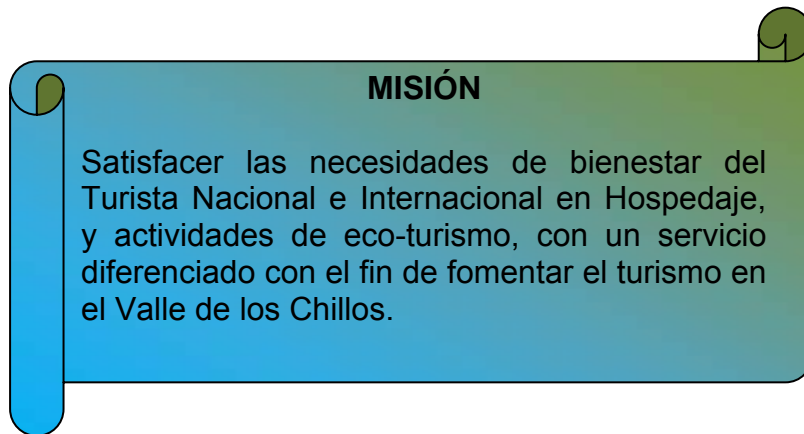 MISIÓN
Satisfacer las necesidades de bienestar del
Turista Nacional e Internacional en Hospedaje,
y actividades de eco-turismo, con un servicio
diferenciado con el fin de fomentar el turismo en
el Valle de los Chillos.